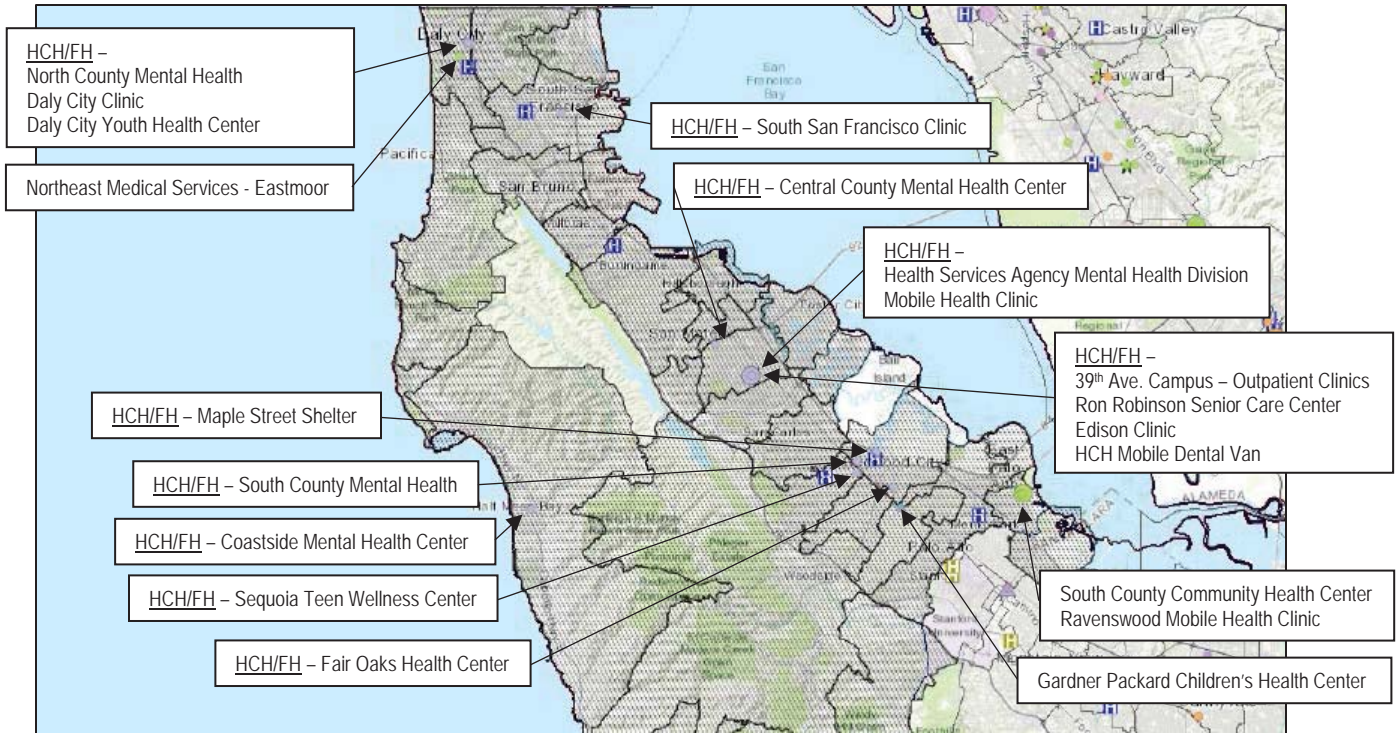 HCH/FH –
North County Mental Health
Daly City Clinic
Daly City Youth Health Center
Northeast Medical Services - Eastmoor
HCH/FH – South San Francisco Clinic
HCH/FH – Central County Mental Health Center
HCH/FH –
Health Services Agency Mental Health Division
Mobile Health Clinic
HCH/FH –
39th Ave. Campus – Outpatient Clinics
Ron Robinson Senior Care Center
Edison Clinic
HCH Mobile Dental Van
HCH/FH – Maple Street Shelter
HCH/FH – South County Mental Health
HCH/FH – Coastside Mental Health Center
HCH/FH – Sequoia Teen Wellness Center
HCH/FH – Fair Oaks Health Center
South County Community Health Center
Ravenswood Mobile Health Clinic
Gardner Packard Children's Health Center
Daly City
San
Francisco
Bay
Castro Valley
Hayward
Pacifica
San Bruno
Burlingame
Regional
Island
Half Moon Bay
ALAMEDA
Woodside
Stanford
University
H
H
H
H
H
H
H
H
H
H
H